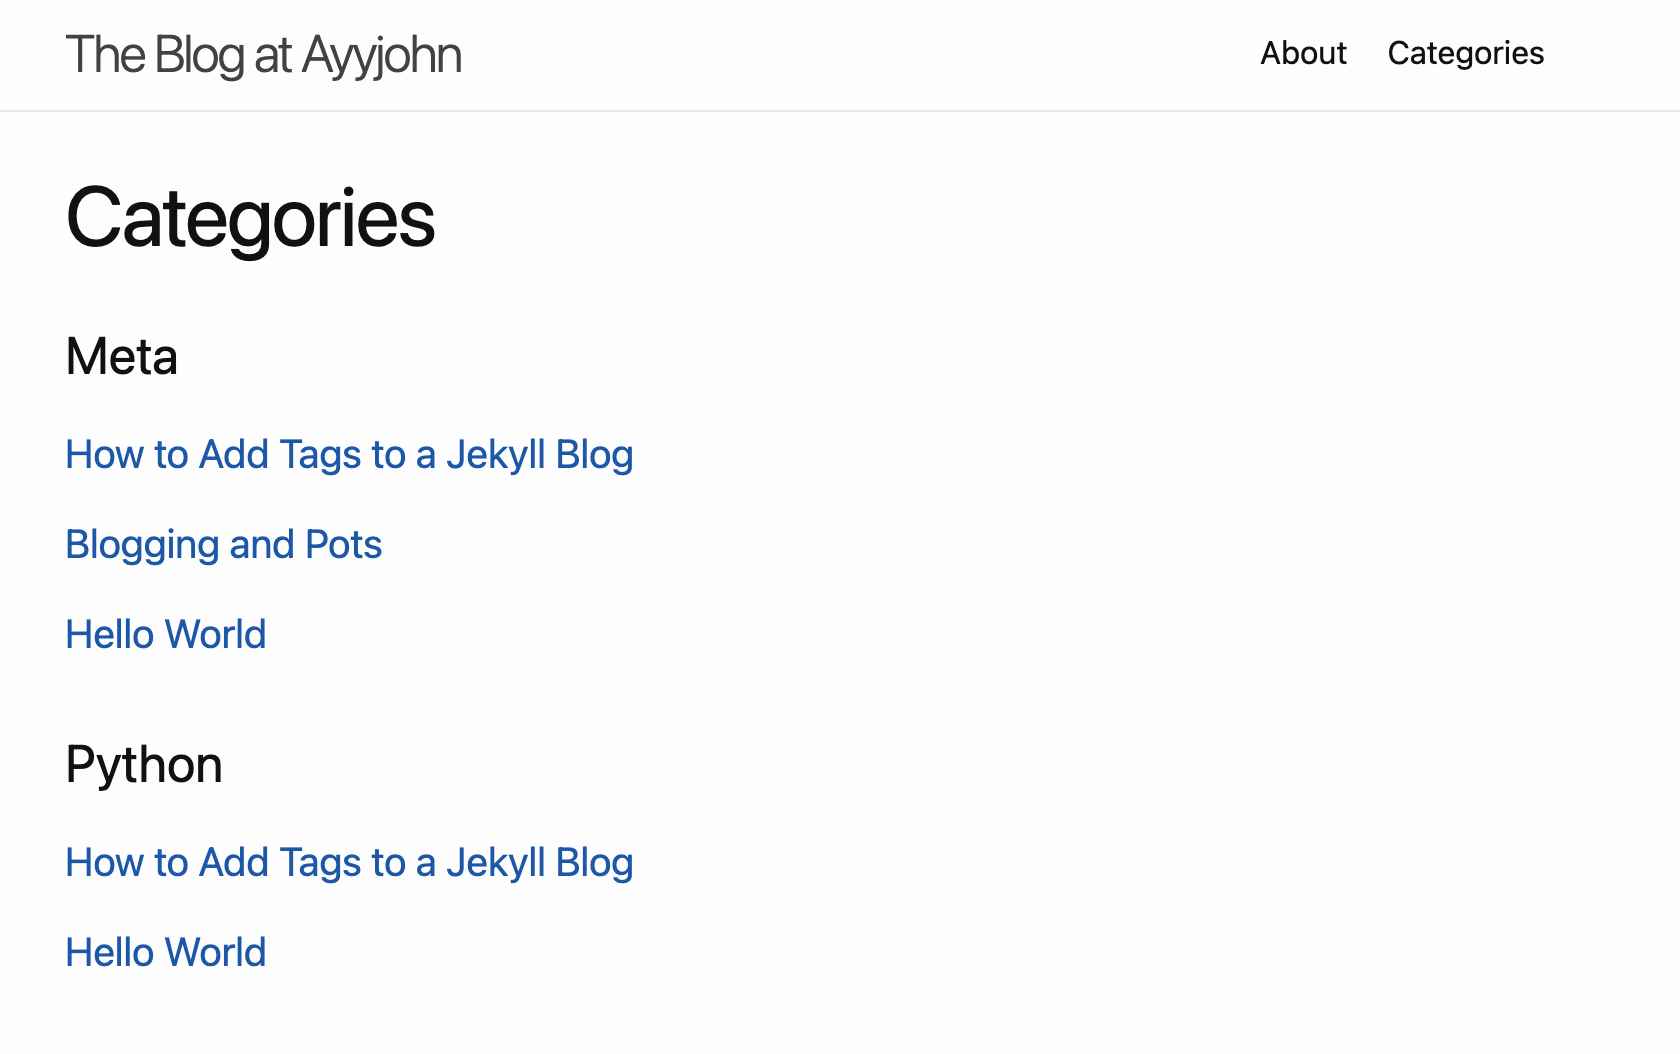 The Blog at Ayyjohn
About
Categories
Categories
Meta
How to Add Tags to a Jekyll Blog
Blogging and Pots
Hello World
Python
How to Add Tags to a Jekyll Blog
Hello World